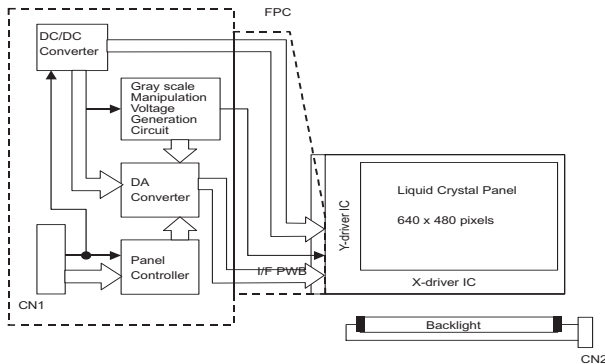 FPC
DC/DC
Converter
Gray scale
Manipulation
Voltage
Generation
Circuit
DA
Converter
Panel
Controller
CN1
I/F PWB
Y-driver IC
Liquid Crystal Panel
640 x 480 pixels
X-driver IC
Backlight
CN2